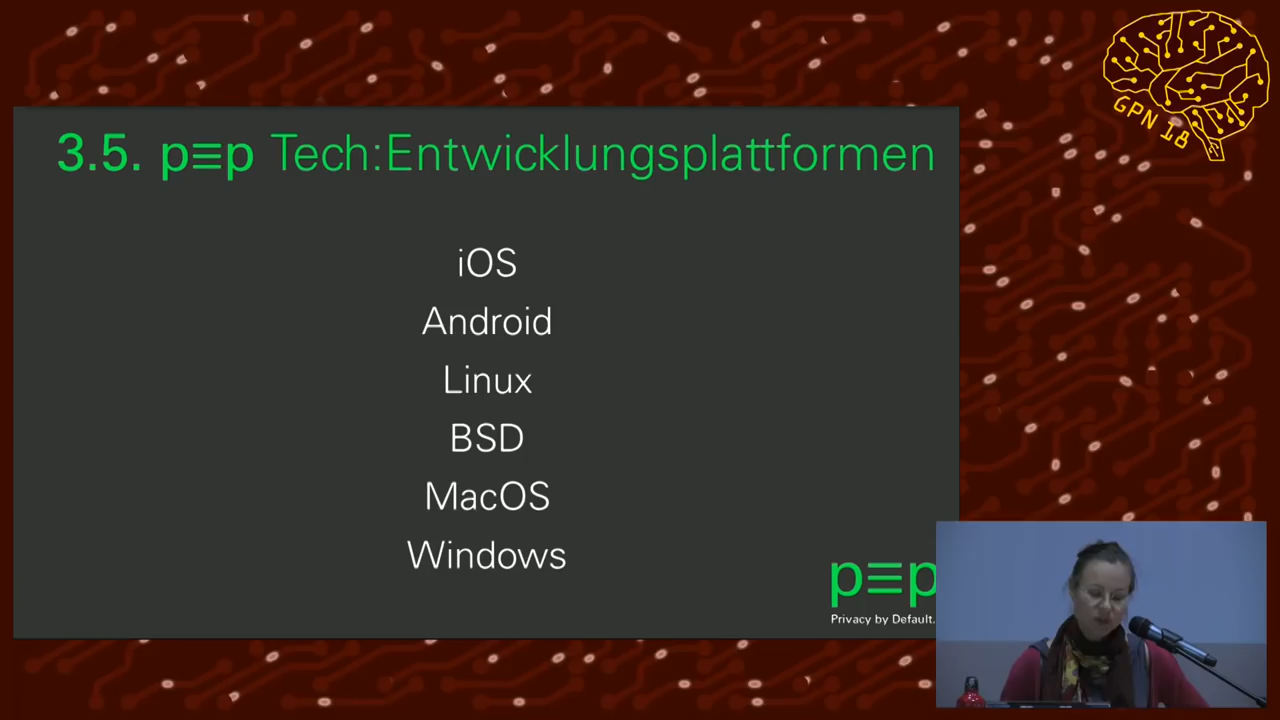 GPN 18
3.5. p≡p Tech:Entwicklungsplattformen
iOS
Android
Linux
BSD
MacOS
Windows
p≡p
Privacy by Default.